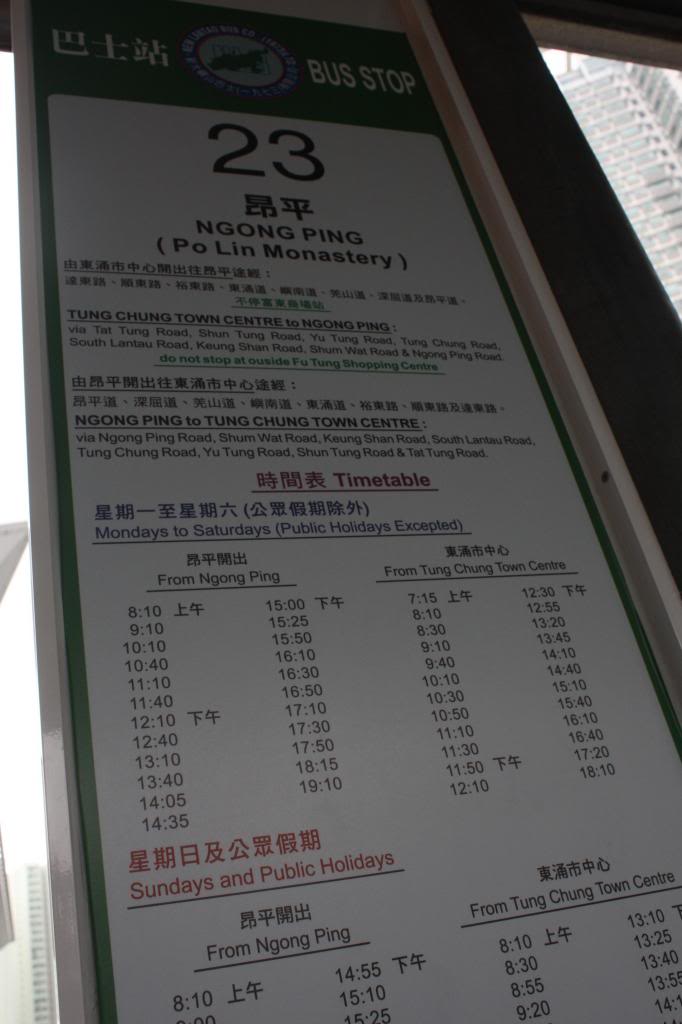 巴士站 NEW LANTAO BUS CO. BUS STOP
23
昂平
NGONG PING
( Po Lin Monastery )
由東涌市中心開出往昂平途經：
達東路、順東路、裕東路、東涌道、嶼南道、羗山道、深屈道及昂平道。
不停富東商場站
TUNG CHUNG TOWN CENTRE to NGONG PING :
via Tat Tung Road, Shun Tung Road, Yu Tung Road, Tung Chung Road,
South Lantau Road, Keung Shan Road, Shum Wat Road & Ngong Ping Road.
do not stop at ouside Fu Tung Shopping Centre
由昂平開出往東涌市中心途經：
昂平道、深屈道、羗山道、嶼南道、東涌道、裕東路、順東路及達東路。
NGONG PING to TUNG CHUNG TOWN CENTRE :
via Ngong Ping Road, Shum Wat Road, Keung Shan Road, South Lantau Road,
Tung Chung Road, Yu Tung Road, Shun Tung Road & Tat Tung Road.
時間表 Timetable
星期一至星期六 (公眾假期除外)
Mondays to Saturdays (Public Holidays Excepted)
昂平開出
From Ngong Ping
8:10 上午 15:00 下午
9:10 15:25
10:10 15:50
10:40 16:10
11:10 16:30
11:40 16:50
12:10 下午 17:10
12:40 17:30
13:10 17:50
13:40 18:15
14:05 19:10
14:35
東涌市中心
From Tung Chung Town Centre
7:15 上午 12:30 下午
8:10 12:55
8:30 13:20
9:10 13:45
9:40 14:10
10:10 14:40
10:30 15:10
10:50 15:40
11:10 16:10
11:30 16:40
11:50 下午 17:20
12:10 18:10
星期日及公眾假期
Sundays and Public Holidays
昂平開出
From Ngong Ping
8:10 上午 14:55 下午
15:10
15:25
東涌市中心
From Tung Chung Town Centre
8:10 上午 13:10
8:30 13:25
8:55 13:40
9:20 13:55